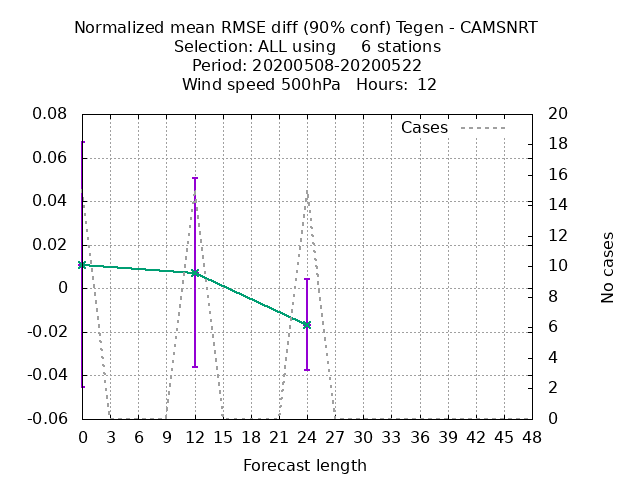 Normalized mean RMSE diff (90% conf) Tegen - CAMSNRT
Selection: ALL using     6 stations
Period: 20200508-20200522
Wind speed 500hPa   Hours:  12
Cases
0.08
0.06
0.04
0.02
0
-0.02
-0.04
-0.06
20
18
16
14
12
10
8
6
4
2
0
No cases
0 3 6 9 12 15 18 21 24 27 30 33 36 39 42 45 48
Forecast length